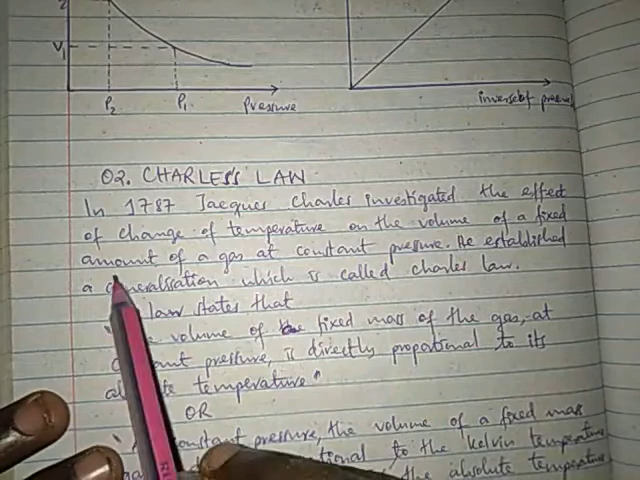 2
V1
P2 P1 Pressure
inverse of pressu
02. CHARLES'S LAW
In 1787 Jacques Charles investigated the effect
of change of temperature on the volume of a fixed
amount of a gas at constant pressure. He established
a generalisation which is called charles law.
law states that
volume of the fixed mass of the gas, at
pressure, is directly proportional to its
temperature"
OR
constant pressure, the volume of a fixed mass
to the kelvin temperature
the absolute temperature